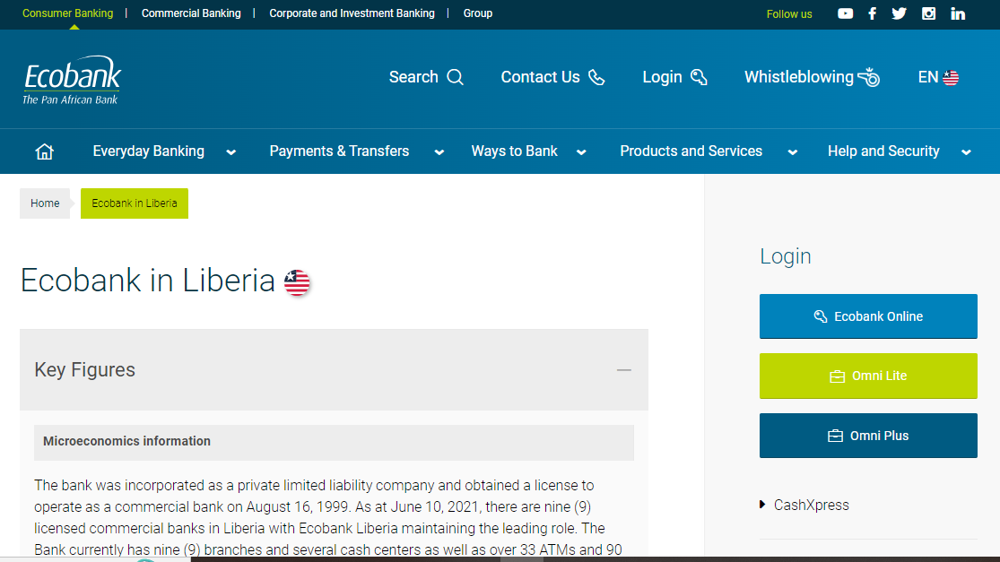 Consumer Banking | Commercial Banking | Corporate and Investment Banking | Group
Follow us
Ecobank
The Pan African Bank
Search
Contact Us
Login
Whistleblowing
EN
Everyday Banking
Payments & Transfers
Ways to Bank
Products and Services
Help and Security
Home
Ecobank in Liberia
Ecobank in Liberia
Key Figures
Microeconomics information
The bank was incorporated as a private limited liability company and obtained a license to
operate as a commercial bank on August 16, 1999. As at June 10, 2021, there are nine (9)
licensed commercial banks in Liberia with Ecobank Liberia maintaining the leading role. The
Bank currently has nine (9) branches and several cash centers as well as over 33 ATMs and 90
Login
Ecobank Online
Omni Lite
Omni Plus
CashXpress